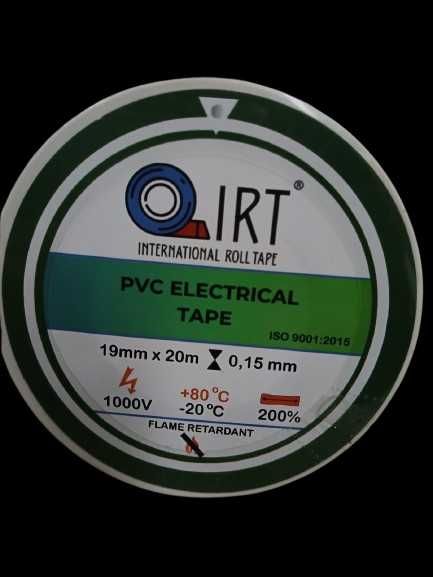 IRT®
INTERNATIONAL ROLL TAPE
PVC ELECTRICAL
TAPE
ISO 9001:2015
19mm x 20m 0,15 mm
1000V +80°C -20°C 200%
FLAME RETARDANT